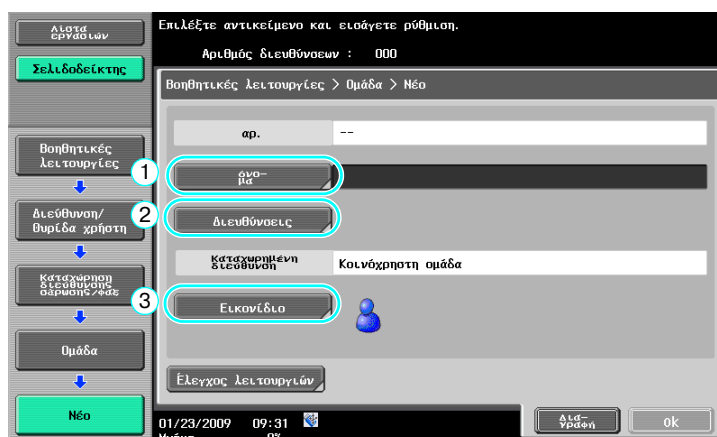 Λίστα
εργασιών
Σελιδοδείκτης
Βοηθητικές
λειτουργίες
Διεύθυνση/
Θυρίδα χρήστη
Καταχώρηση
διεύθυνσης
σάρωσης/φαξ
Ομάδα
Νέο
Επιλέξτε αντικείμενο και εισάγετε ρύθμιση.
Αριθμός διευθύνσεων : 000
Βοηθητικές λειτουργίες > Ομάδα > Νέο
αρ. --
1 όνο-
μα
2 Διευθύνσεις
Καταχωρημένη
διεύθυνση Κοινόχρηστη ομάδα
3 Εικονίδιο
Έλεγχος λειτουργιών
01/23/2009 09:31
Μνήμη 0%
Δια-
γραφή
ok